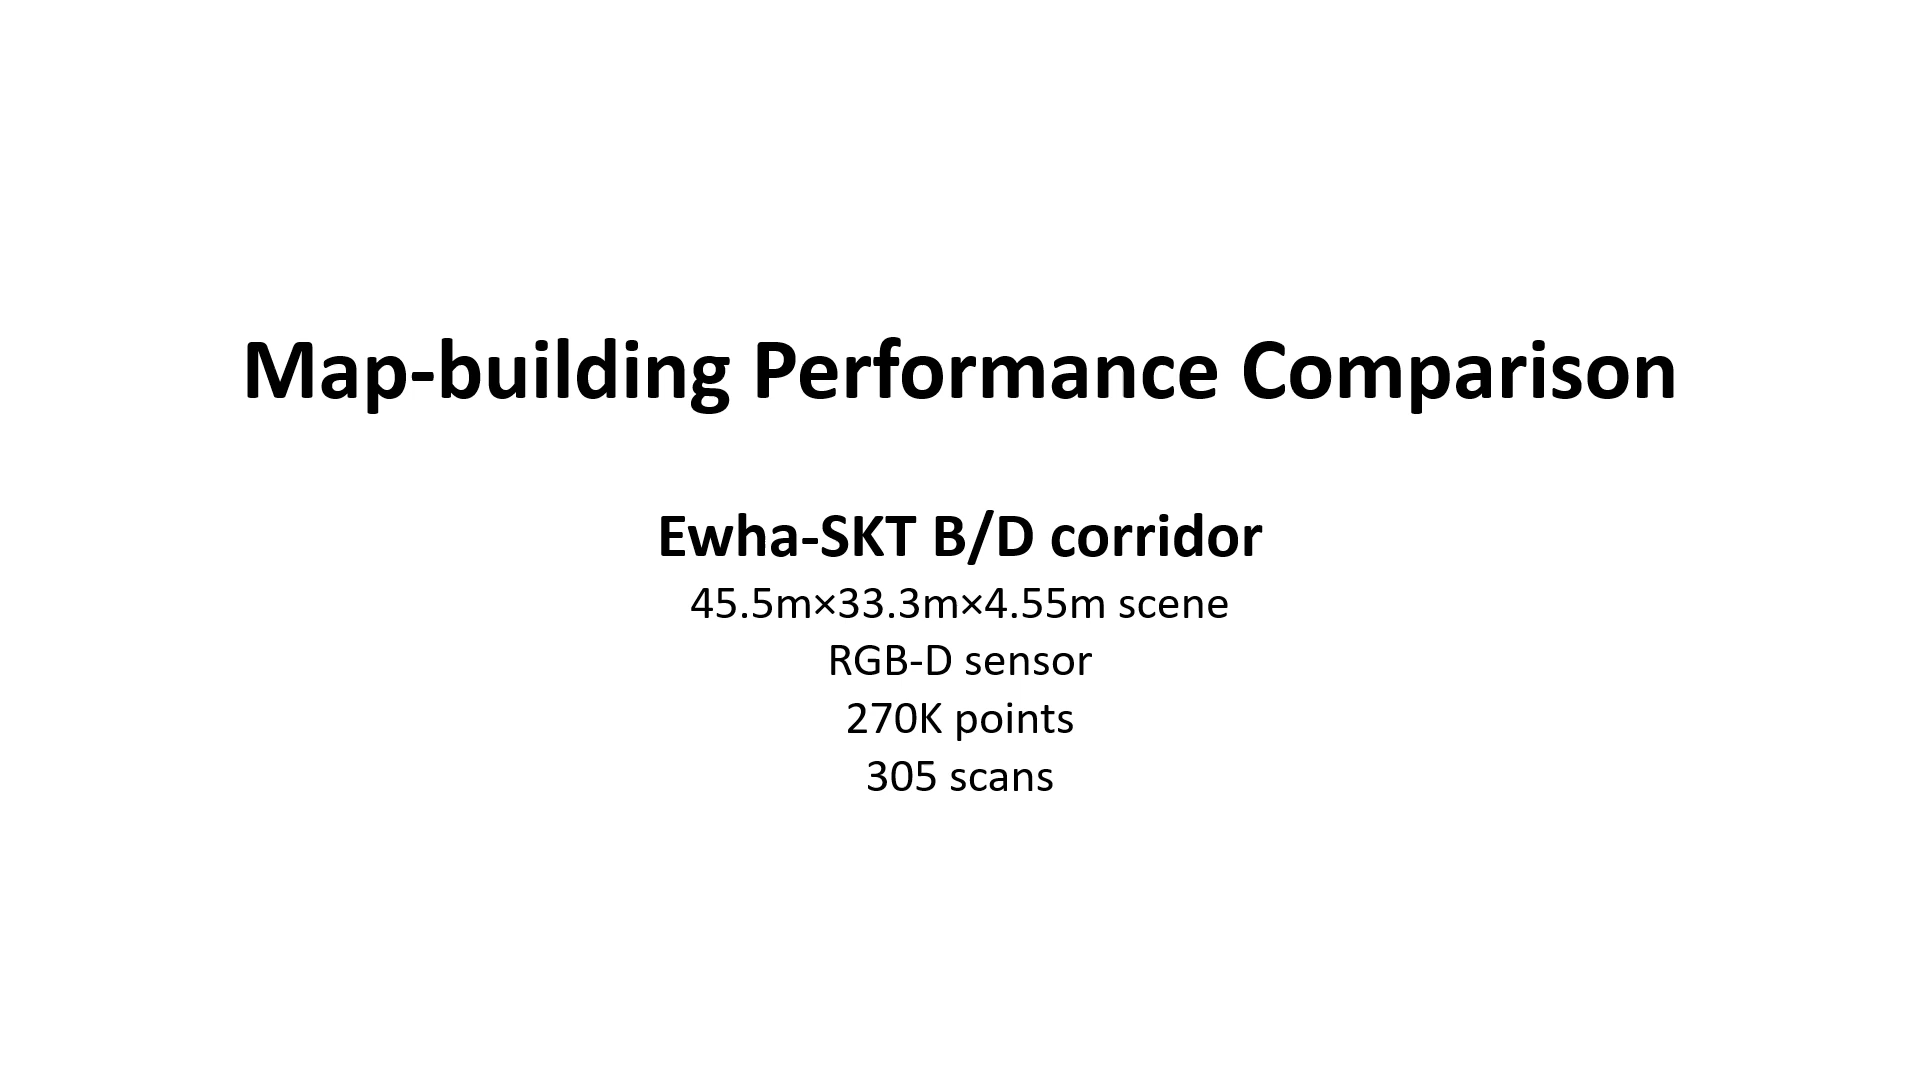 Map-building Performance Comparison
Ewha-SKT B/D corridor
45.5m×33.3m×4.55m scene
RGB-D sensor
270K points
305 scans